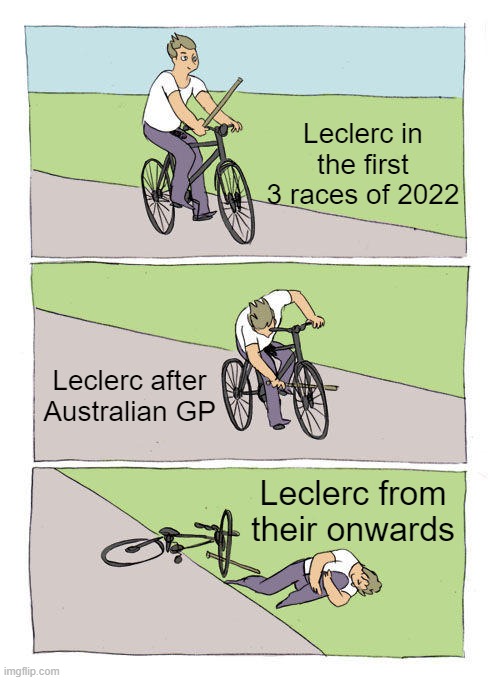 Leclerc in
the first
3 races of 2022
Leclerc after
Australian GP
Leclerc from
their onwards
imgflip.com